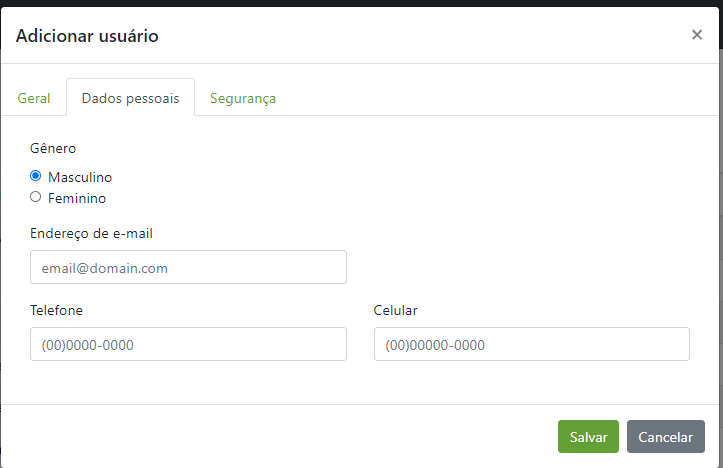 Adicionar usuário ×
Geral Dados pessoais Segurança
Gênero
Masculino
Feminino
Endereço de e-mail
email@domain.com
Telefone Celular
(00)0000-0000 (00)00000-0000
Salvar Cancelar